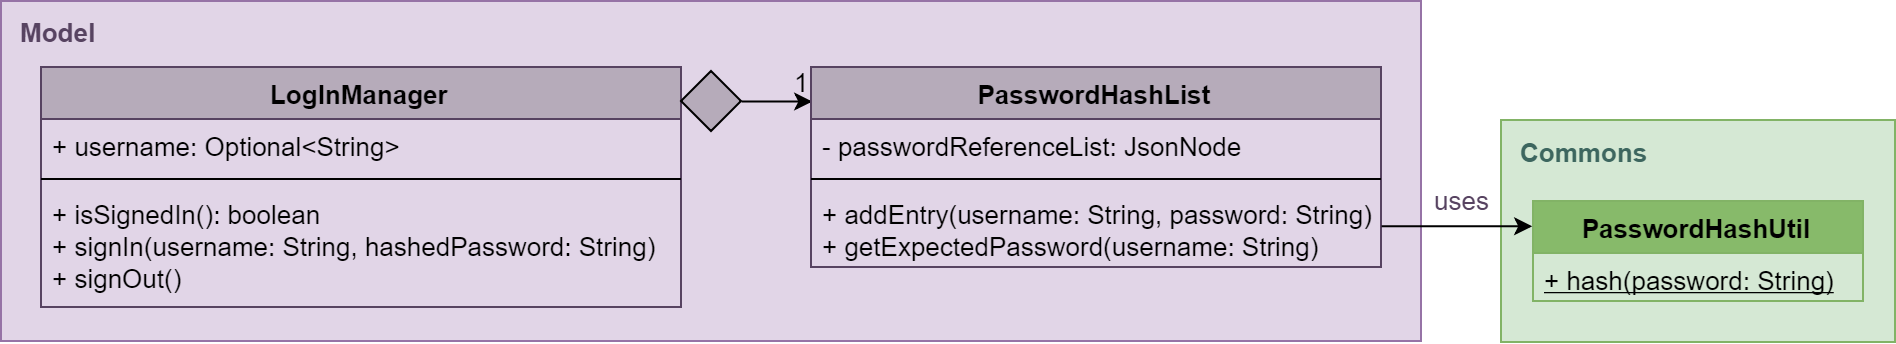 Model
LogInManager
+ username: Optional<String>
+ isSignedIn(): boolean
+ signIn(username: String, hashedPassword: String)
+ signOut()
1
PasswordHashList
- passwordReferenceList: JsonNode
+ addEntry(username: String, password: String)
+ getExpectedPassword(username: String)
uses
Commons
PasswordHashUtil
+ hash(password: String)